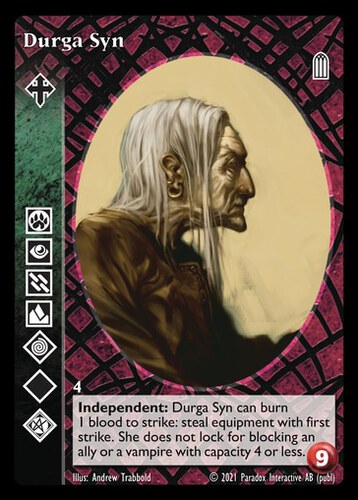 Durga Syn
4
Independent: Durga Syn can burn
1 blood to strike: steal equipment with first
strike. She does not lock for blocking an
ally or a vampire with capacity 4 or less.
9
Illus: Andrew Trabbold © 2021 Paradox Interactive AB (publ)